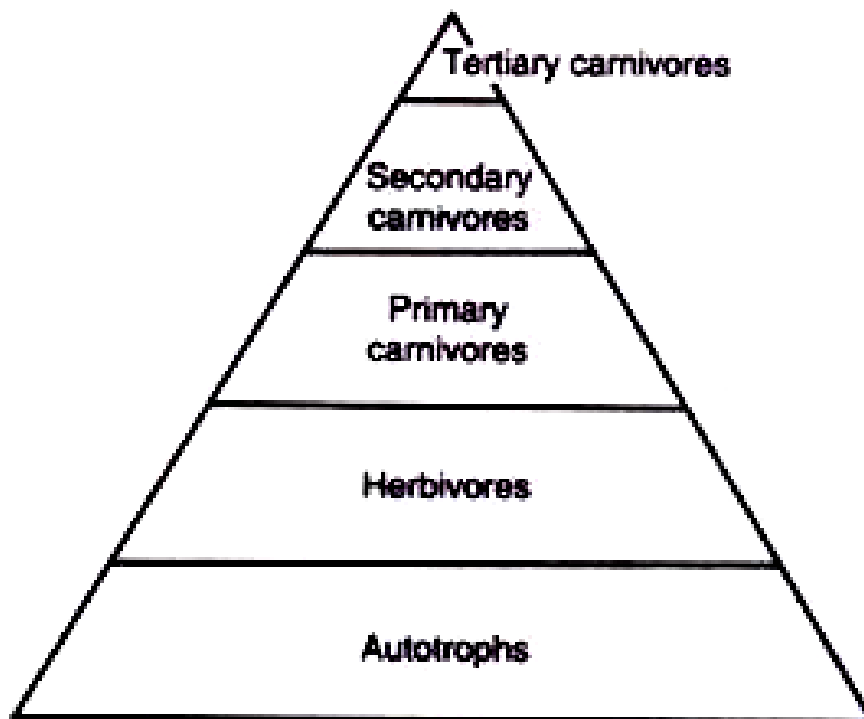 Tertiary carnivores
Secondary
carnivores
Primary
carnivores
Herbivores
Autotrophs